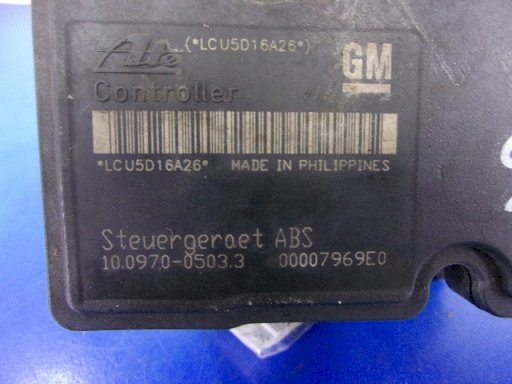 (*LCU5D16A26*)
Ate
GM
Controller
*LCU5D16A26* MADE IN PHILIPPINES
Steuergeraet ABS
10.0970-0503.3 00007969E0